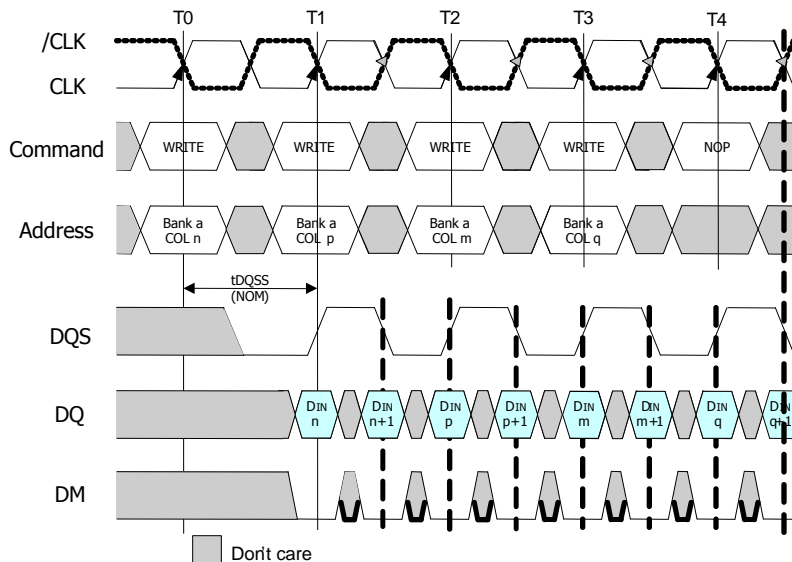 T0 T1 T2 T3 T4
/CLK
CLK
Command WRITE WRITE WRITE WRITE NOP
Address Bank a COL n Bank a COL p Bank a COL m Bank a COL q
tDQSS
(NOM)
DQS
DQ DIN n DIN n+1 DIN p DIN p+1 DIN m DIN m+1 DIN q DIN q+1
DM
Don't care